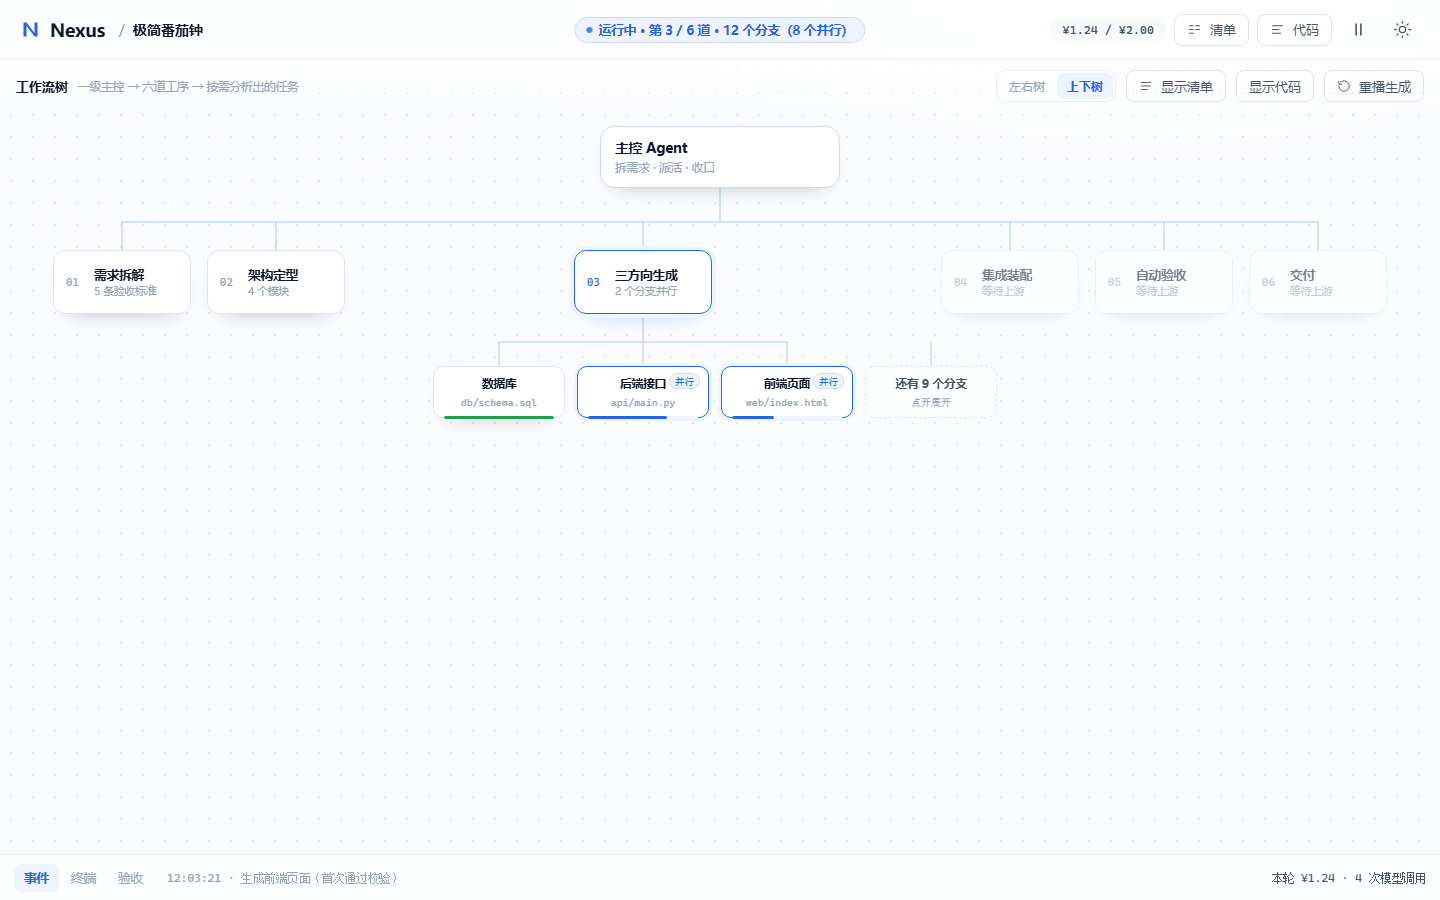 Nexus / 极简番茄钟
运行中 • 第 3 / 6 道 • 12 个分支 (8 个并行)
¥1.24 / ¥2.00
清单
代码
工作流树
一级主控 → 六道工序 → 按需分析出的任务
左右树
上下树
显示清单
显示代码
重播生成
主控 Agent
拆需求 · 派活 · 收口
01 需求拆解
5 条验收标准
02 架构定型
4 个模块
03 三方向生成
2 个分支并行
04 集成装配
等待上游
05 自动验收
等待上游
06 交付
等待上游
数据库
db/schema.sql
后端接口 并行
api/main.py
前端页面 并行
web/index.html
还有 9 个分支
点开展开
事件
终端
验收
12:03:21 · 生成前端页面（首次通过校验）
本轮 ¥1.24 · 4 次模型调用